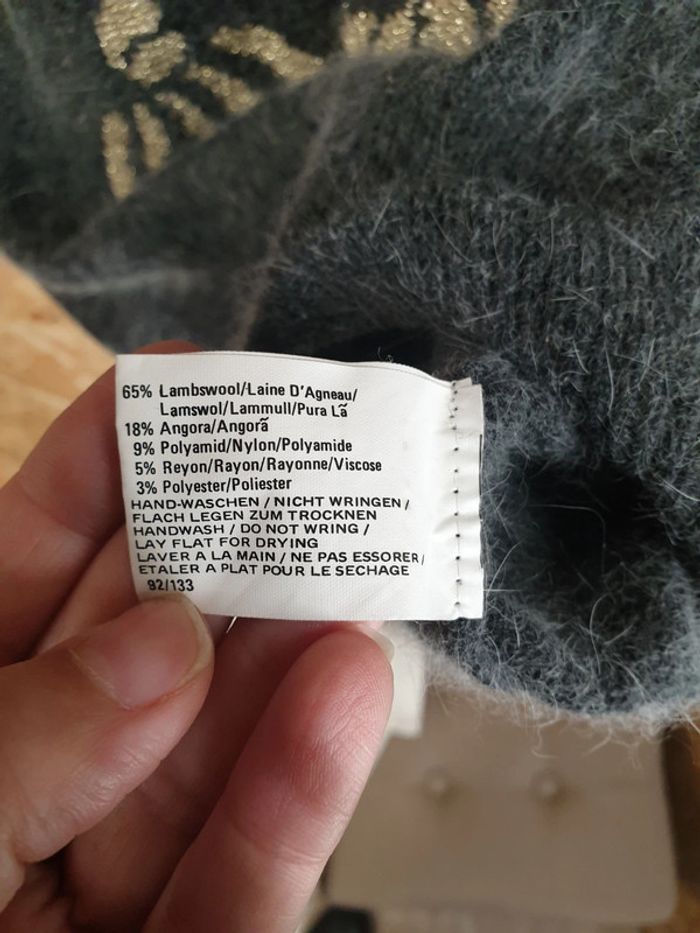 65% Lambswool/Laine D'Agneau/
Lamswol/Lammull/Pura Lã
18% Angora/Angorã
9% Polyamid/Nylon/Polyamide
5% Reyon/Rayon/Rayonne/Viscose
3% Polyester/Poliester
HAND-WASCHEN / NICHT WRINGEN /
FLACH LEGEN ZUM TROCKNEN
HANDWASH / DO NOT WRING /
LAY FLAT FOR DRYING
LAVER A LA MAIN / NE PAS ESSORER/
ETALER A PLAT POUR LE SECHAGE
92/133